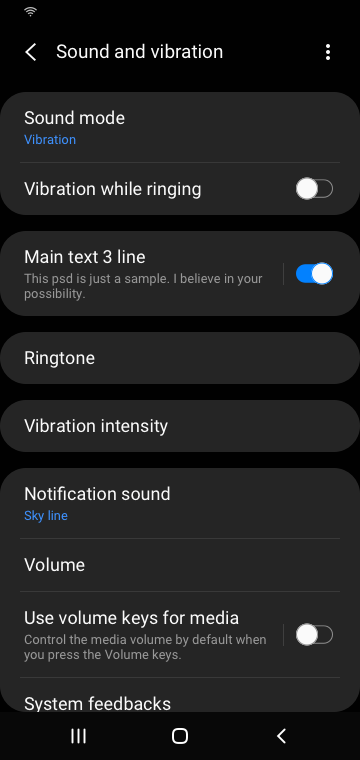 Sound and vibration
Sound mode
Vibration
Vibration while ringing
Main text 3 line
This psd is just a sample. I believe in your
possibility.
Ringtone
Vibration intensity
Notification sound
Sky line
Volume
Use volume keys for media
Control the media volume by default when
you press the Volume keys.
System feedbacks